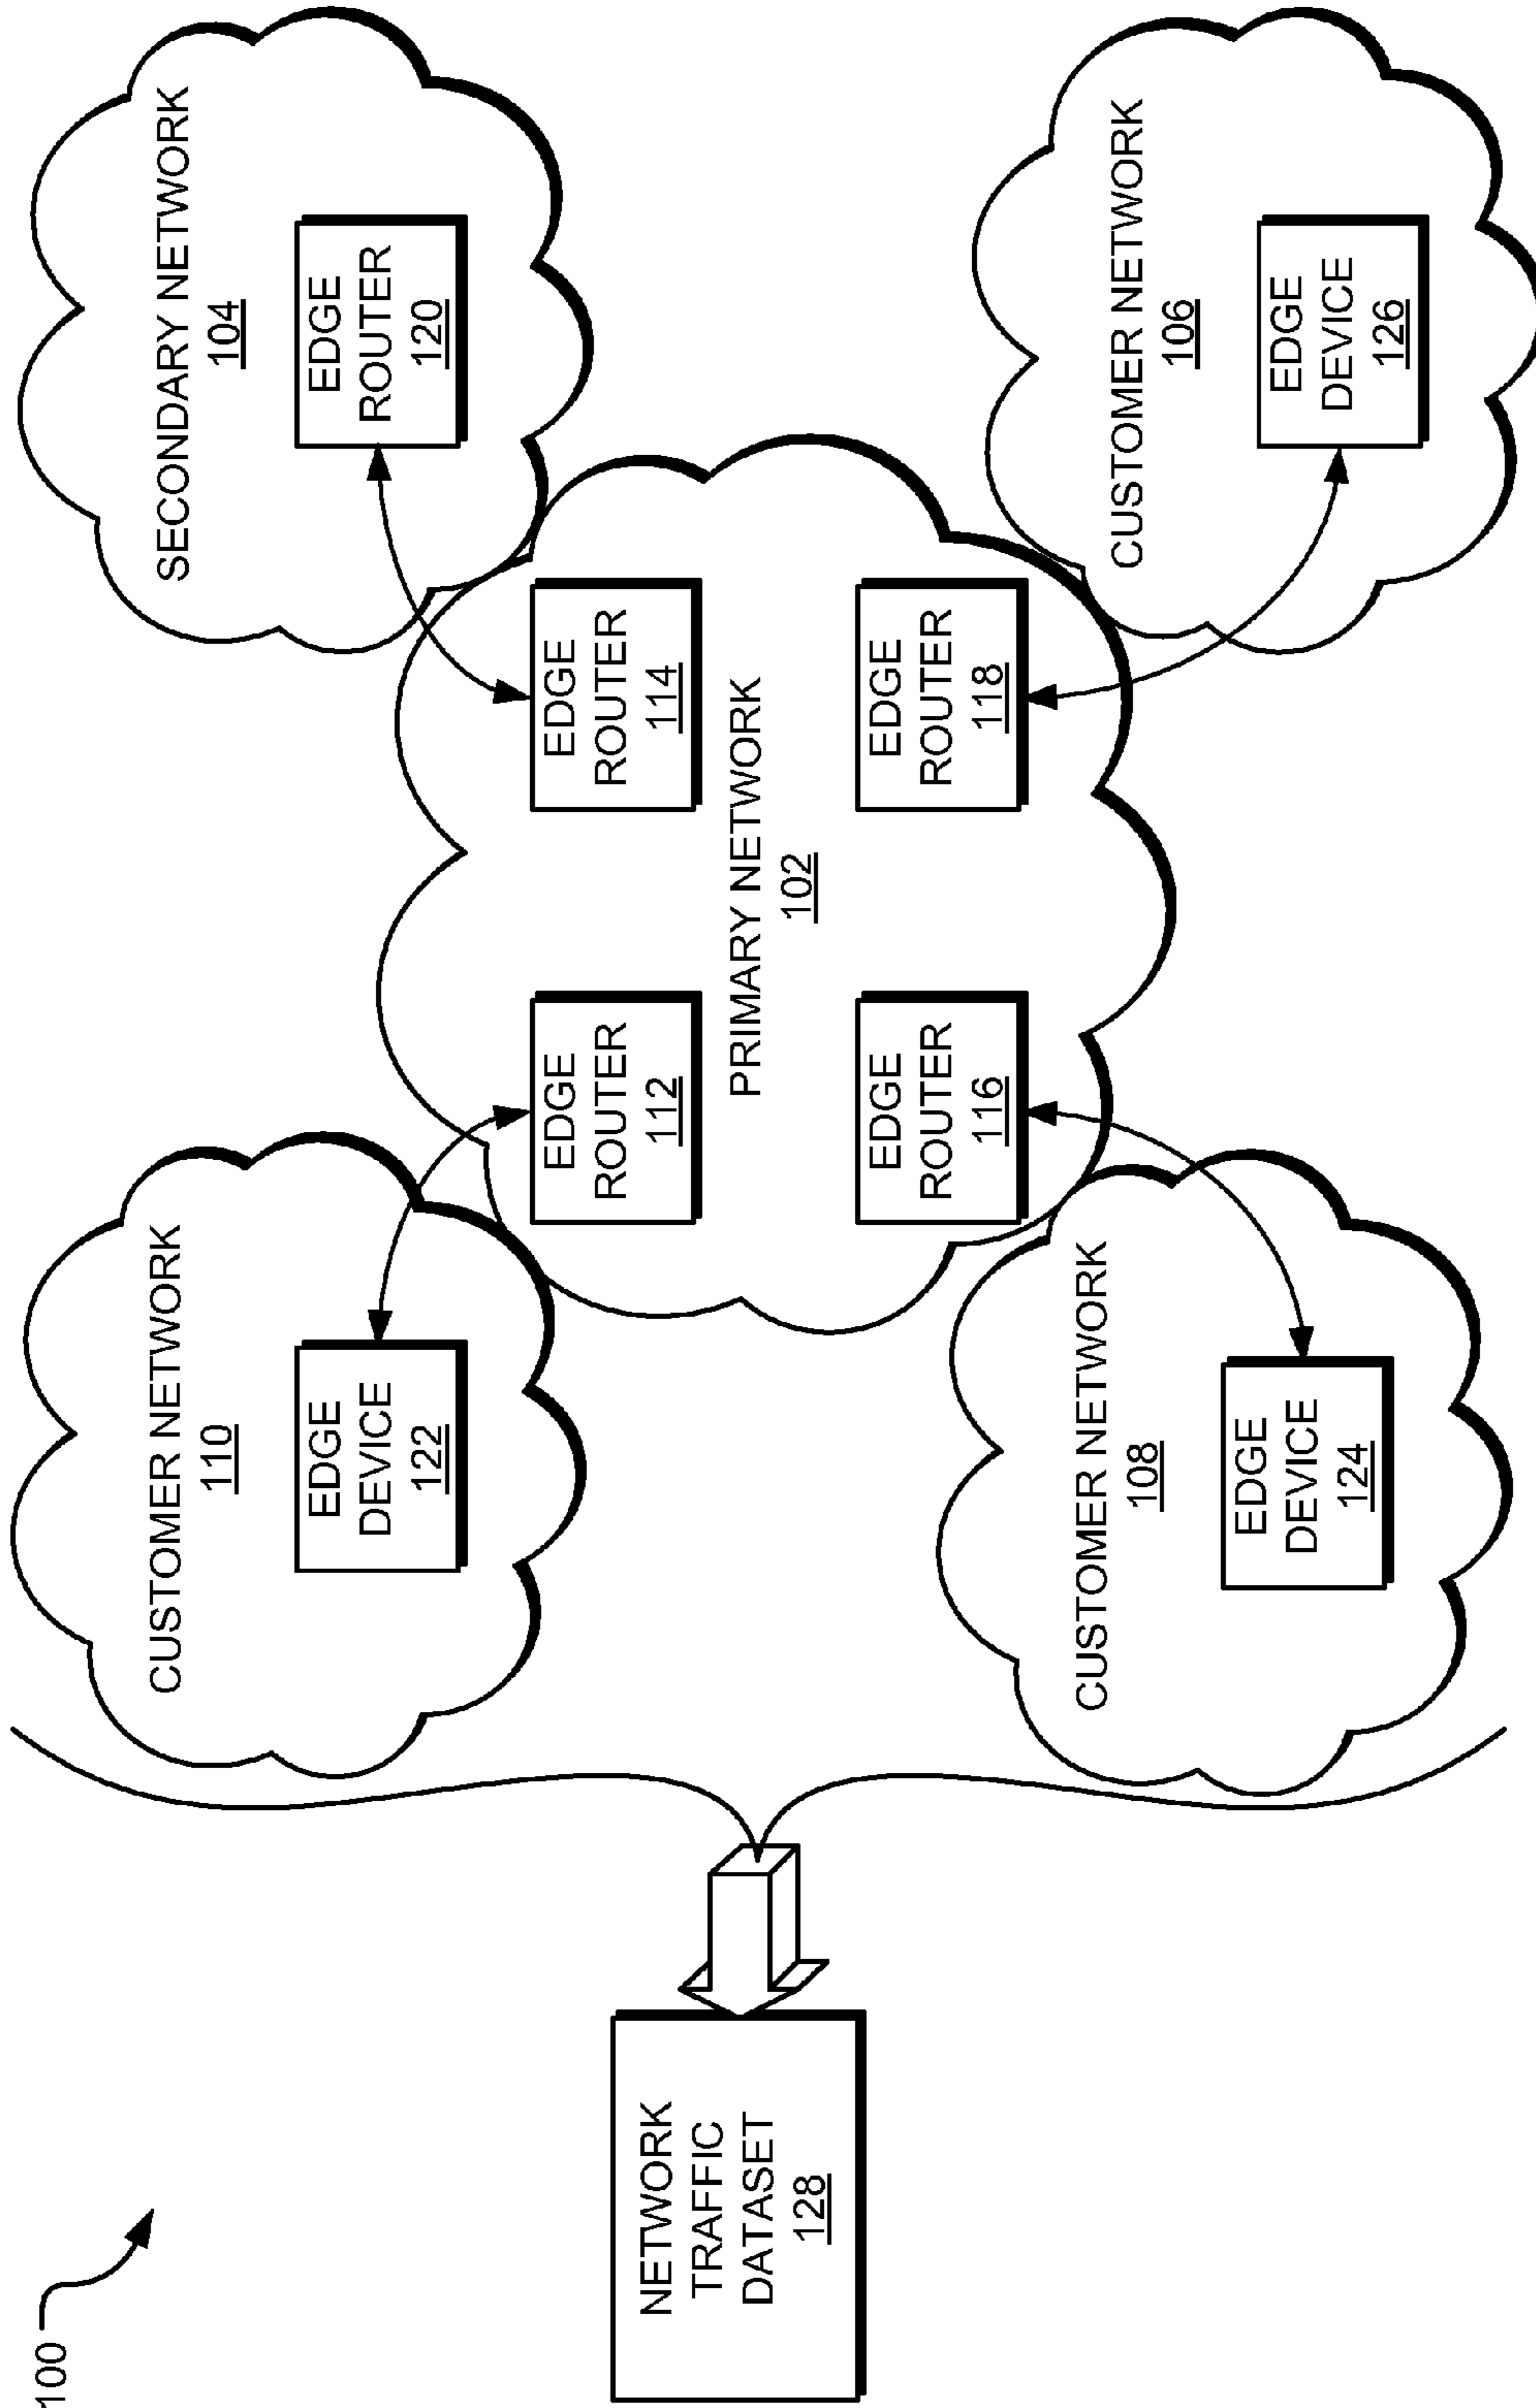 100
NETWORK
TRAFFIC
DATASET
128
CUSTOMER NETWORK
110
EDGE
DEVICE
122
SECONDARY NETWORK
104
EDGE
ROUTER
120
EDGE
ROUTER
112
EDGE
ROUTER
114
PRIMARY NETWORK
102
EDGE
ROUTER
116
EDGE
ROUTER
118
CUSTOMER NETWORK
108
EDGE
DEVICE
124
CUSTOMER NETWORK
106
EDGE
DEVICE
126